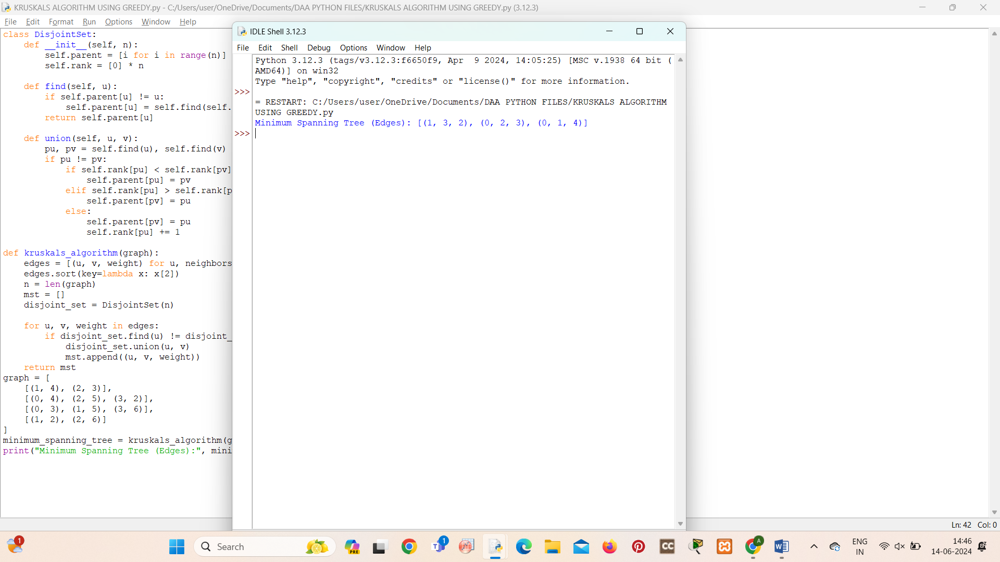 KRUSKALS ALGORITHM USING GREEDY.py - C:/Users/user/OneDrive/Documents/DAA PYTHON FILES/KRUSKALS ALGORITHM USING GREEDY.py (3.12.3)
File Edit Format Run Options Window Help
class DisjointSet:
    def __init__(self, n):
        self.parent = [i for i in range(n)]
        self.rank = [0] * n
    def find(self, u):
        if self.parent[u] != u:
            self.parent[u] = self.find(self.
        return self.parent[u]
    def union(self, u, v):
        pu, pv = self.find(u), self.find(v)
        if pu != pv:
            if self.rank[pu] < self.rank[pv]
                self.parent[pu] = pv
            elif self.rank[pu] > self.rank[p
                self.parent[pv] = pu
            else:
                self.parent[pv] = pu
                self.rank[pu] += 1
def kruskals_algorithm(graph):
    edges = [(u, v, weight) for u, neighbors
    edges.sort(key=lambda x: x[2])
    n = len(graph)
    mst = []
    disjoint_set = DisjointSet(n)
    for u, v, weight in edges:
        if disjoint_set.find(u) != disjoint_
            disjoint_set.union(u, v)
            mst.append((u, v, weight))
    return mst
graph = [
    [(1, 4), (2, 3)],
    [(0, 4), (2, 5), (3, 2)],
    [(0, 3), (1, 5), (3, 6)],
    [(1, 2), (2, 6)]
]
minimum_spanning_tree = kruskals_algorithm(g
print("Minimum Spanning Tree (Edges):", mini
IDLE Shell 3.12.3
File Edit Shell Debug Options Window Help
Python 3.12.3 (tags/v3.12.3:f6650f9, Apr  9 2024, 14:05:25) [MSC v.1938 64 bit (
AMD64)] on win32
Type "help", "copyright", "credits" or "license()" for more information.
>>>
= RESTART: C:/Users/user/OneDrive/Documents/DAA PYTHON FILES/KRUSKALS ALGORITHM
USING GREEDY.py
Minimum Spanning Tree (Edges): [(1, 3, 2), (0, 2, 3), (0, 1, 4)]
>>>
Ln: 42 Col: 0
1
Search
PRE
1
CC
A
ENG
IN
14:46
14-06-2024